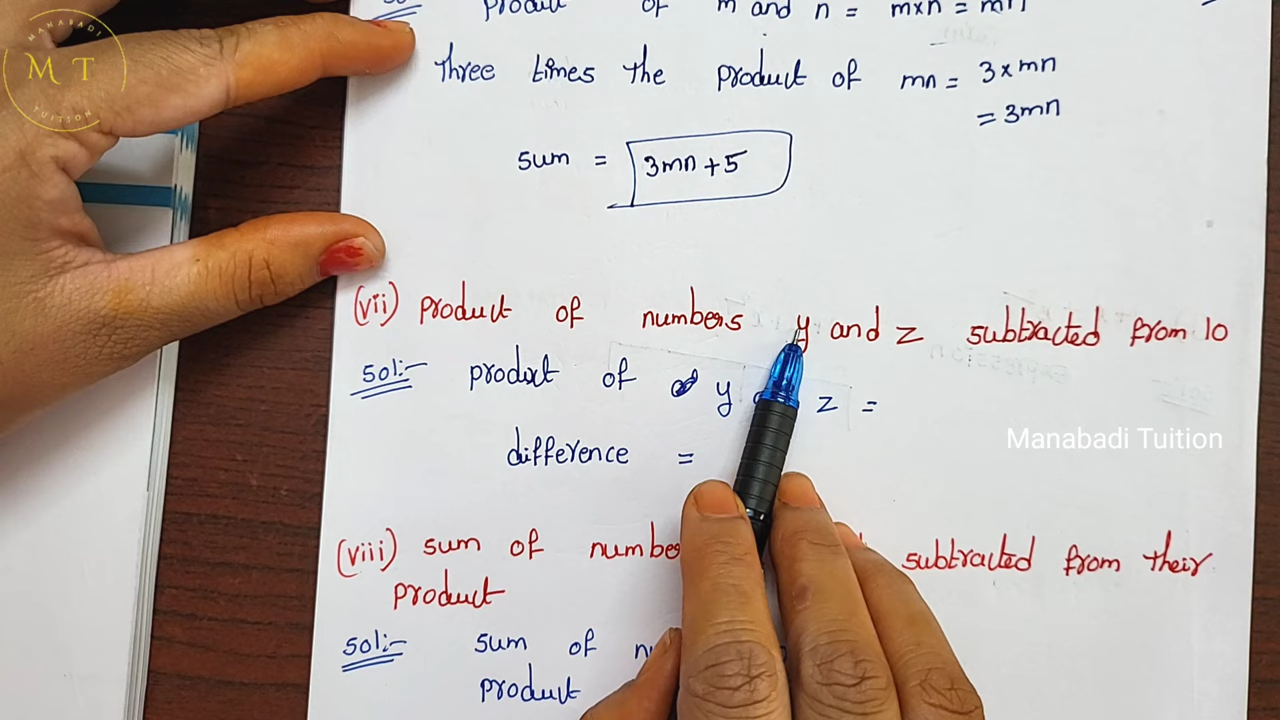 MANABADI
M T
TUITION
product of m and n = m×n = mn
Three times the product of mn = 3×mn
= 3mn
sum = 3mn+5
(vii) product of numbers y and z subtracted from 10
sol:- product of y z =
difference =
Manabadi Tuition
(viii) sum of subtracted from their
product
sol:- sum of
product